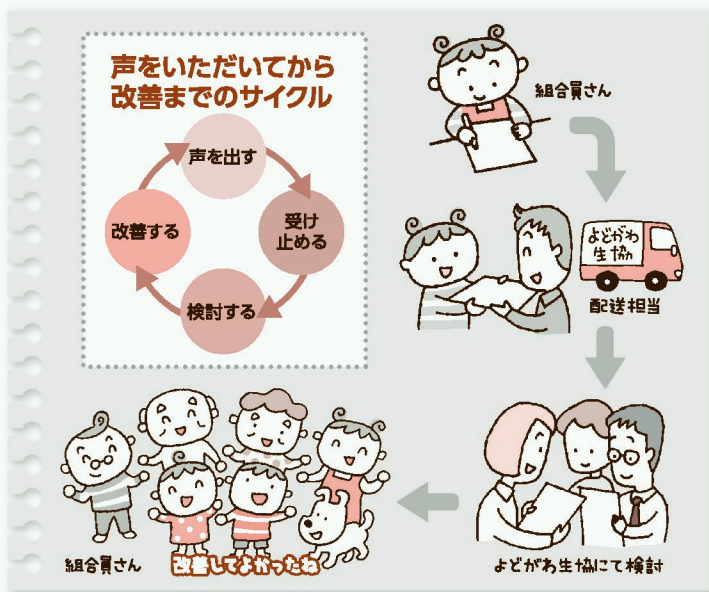 声をいただいてから
改善までのサイクル
声を出す
受け
止める
検討する
改善する
組合員さん
よどがわ
生協
配送担当
よどがわ生協にて検討
組合員さん
改善してよかったね